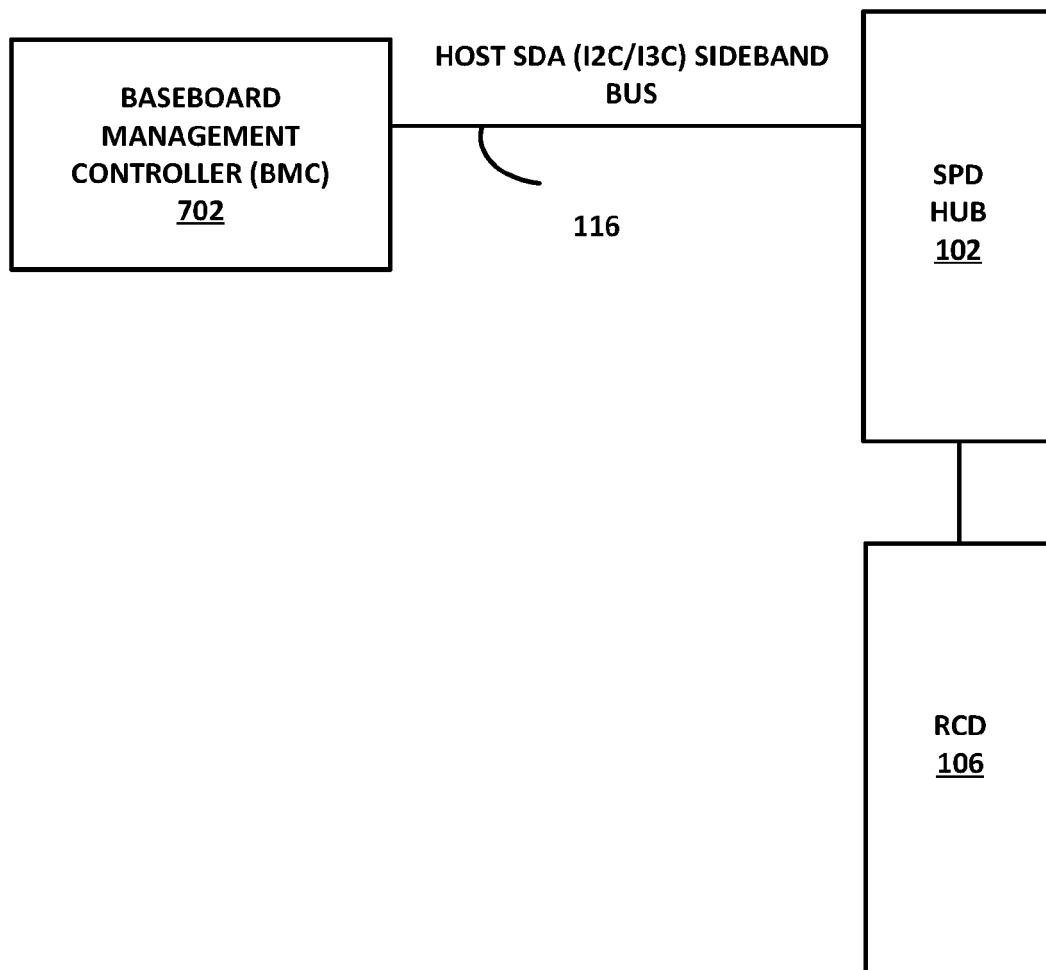 BASEBOARD
MANAGEMENT
CONTROLLER (BMC)
702
HOST SDA (I2C/I3C) SIDEBAND
BUS
116
SPD
HUB
102
RCD
106